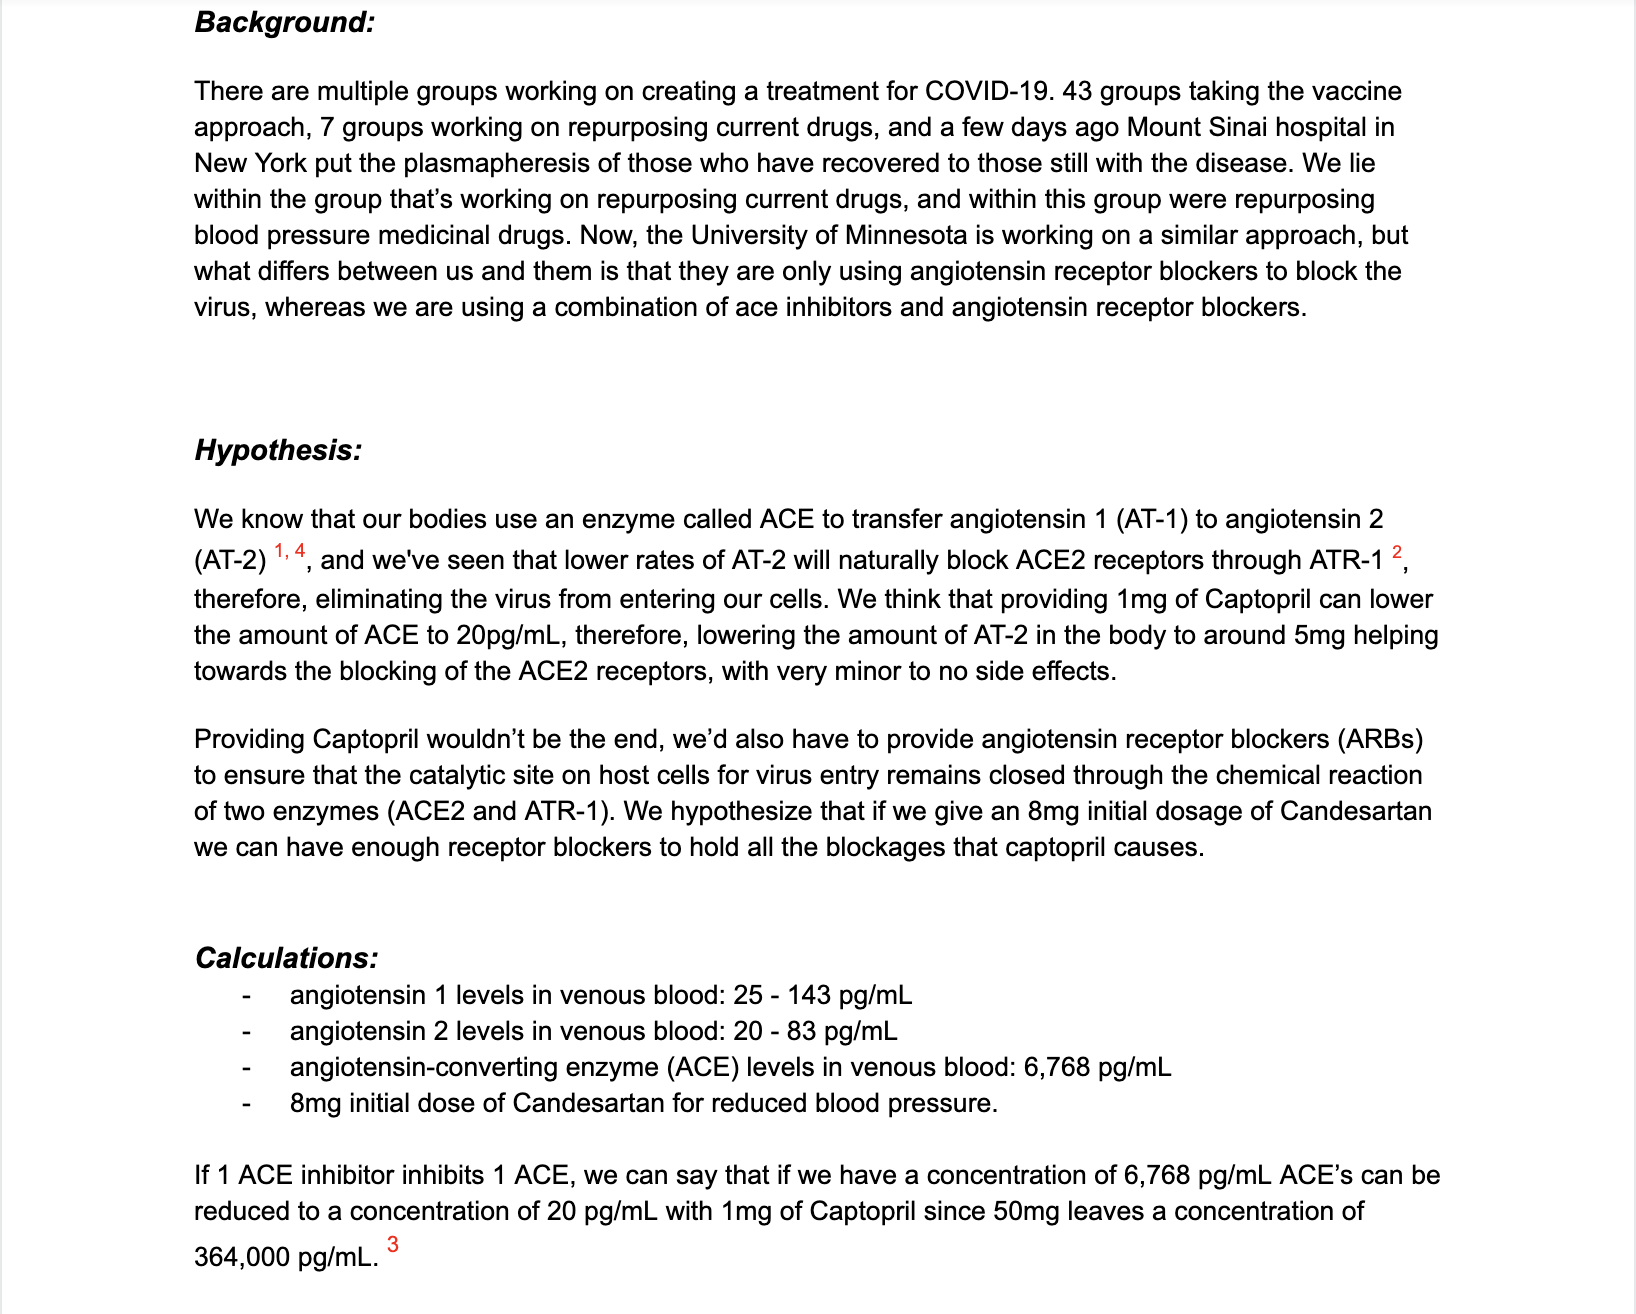 Background:
There are multiple groups working on creating a treatment for COVID-19. 43 groups taking the vaccine
approach, 7 groups working on repurposing current drugs, and a few days ago Mount Sinai hospital in
New York put the plasmapheresis of those who have recovered to those still with the disease. We lie
within the group that’s working on repurposing current drugs, and within this group were repurposing
blood pressure medicinal drugs. Now, the University of Minnesota is working on a similar approach, but
what differs between us and them is that they are only using angiotensin receptor blockers to block the
virus, whereas we are using a combination of ace inhibitors and angiotensin receptor blockers.
Hypothesis:
We know that our bodies use an enzyme called ACE to transfer angiotensin 1 (AT-1) to angiotensin 2
(AT-2) 1, 4, and we've seen that lower rates of AT-2 will naturally block ACE2 receptors through ATR-1 2,
therefore, eliminating the virus from entering our cells. We think that providing 1mg of Captopril can lower
the amount of ACE to 20pg/mL, therefore, lowering the amount of AT-2 in the body to around 5mg helping
towards the blocking of the ACE2 receptors, with very minor to no side effects.
Providing Captopril wouldn’t be the end, we’d also have to provide angiotensin receptor blockers (ARBs)
to ensure that the catalytic site on host cells for virus entry remains closed through the chemical reaction
of two enzymes (ACE2 and ATR-1). We hypothesize that if we give an 8mg initial dosage of Candesartan
we can have enough receptor blockers to hold all the blockages that captopril causes.
Calculations:
- angiotensin 1 levels in venous blood: 25 - 143 pg/mL
- angiotensin 2 levels in venous blood: 20 - 83 pg/mL
- angiotensin-converting enzyme (ACE) levels in venous blood: 6,768 pg/mL
- 8mg initial dose of Candesartan for reduced blood pressure.
If 1 ACE inhibitor inhibits 1 ACE, we can say that if we have a concentration of 6,768 pg/mL ACE’s can be
reduced to a concentration of 20 pg/mL with 1mg of Captopril since 50mg leaves a concentration of
364,000 pg/mL. 3